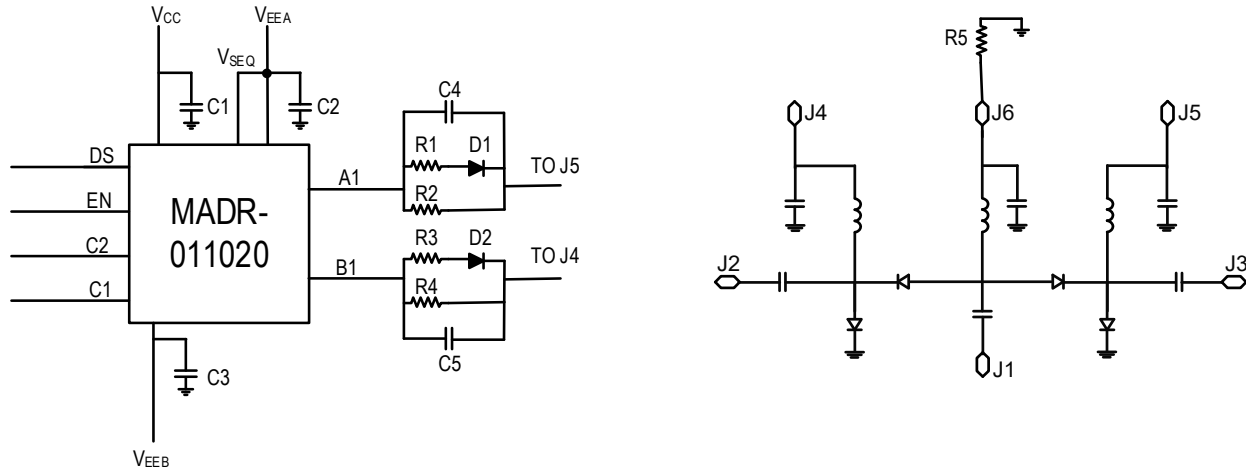 VCC
VEEA
VSEQ
C1
C2
C4
R1
D1
R2
A1
TO J5
DS
EN
C2
C1
MADR-
011020
R3
D2
TO J4
B1
R4
C5
C3
VEEB
R5
J4
J6
J5
J2
J3
J1